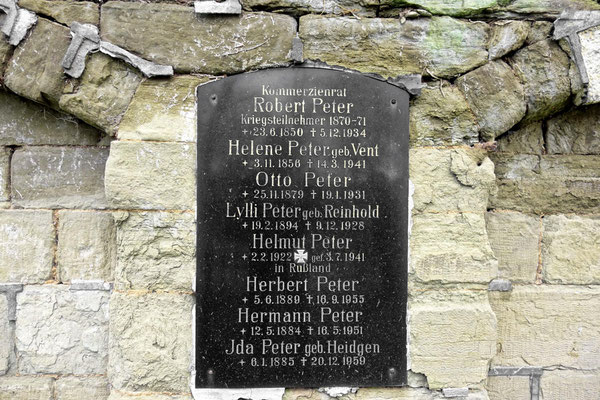 Kommerzienrat
Robert Peter
Kriegsteilnehmer 1870-71
+23.6.1850 +5.12.1934
Helene Peter geb. Vent
+3.11.1856 +14.3.1941
Otto Peter
+25.11.1879 +19.1.1931
Lylli Peter geb. Reinhold
+19.2.1894 +9.12.1928
Helmut Peter
+2.2.1922 gef. 3.7.1941
in Rußland
Herbert Peter
+5.6.1889 +16.9.1955
Hermann Peter
+12.5.1884 +16.5.1951
Jda Peter geb. Heidgen
+6.1.1885 +20.12.1959